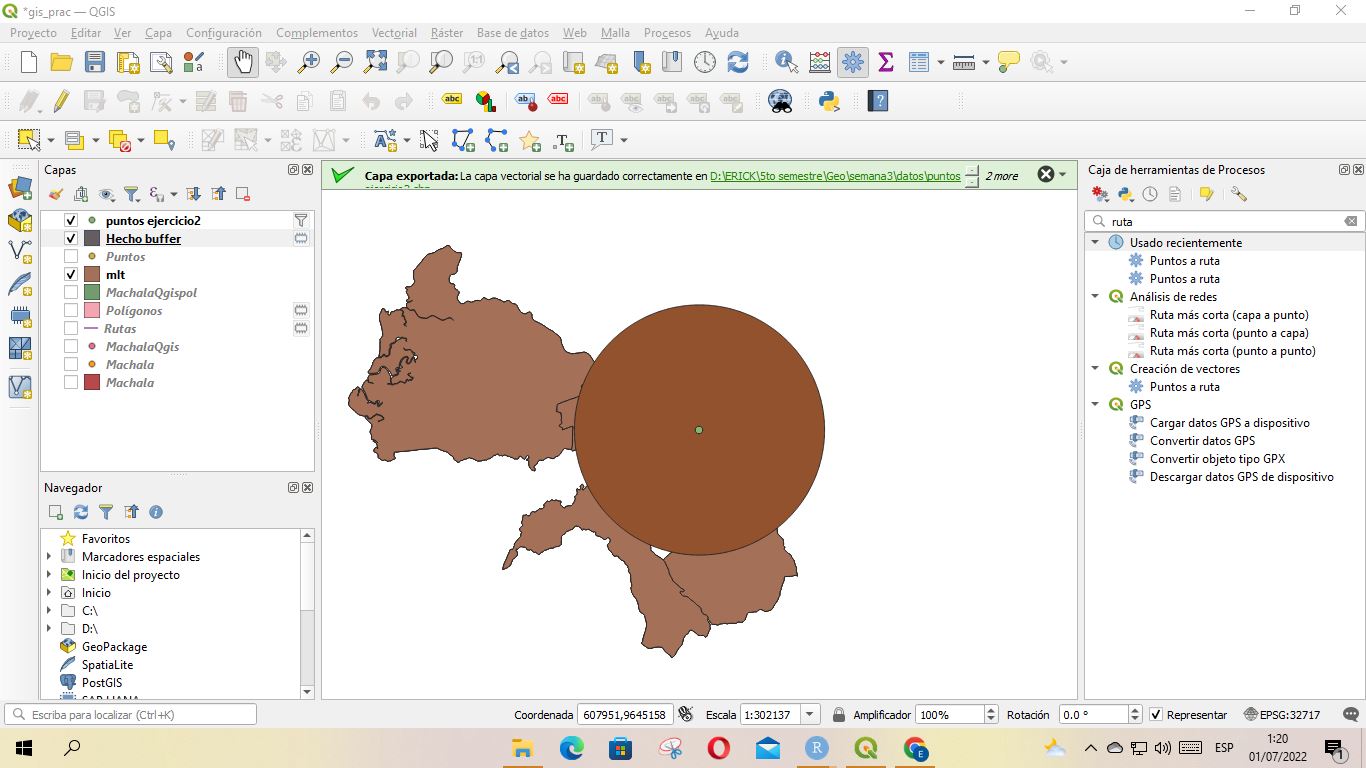 *gis_prac — QGIS
Proyecto Editar Ver Capa Configuración Complementos Vectorial Ráster Base de datos Web Malla Procesos Ayuda
Capas
puntos ejercicio2
Hecho buffer
Puntos
mlt
MachalaQgispol
Polígonos
Rutas
MachalaQgis
Machala
Machala
Capa exportada: La capa vectorial se ha guardado correctamente en D:\ERICK\5to semestre\Geo\semana3\datos\puntos
2 more
Navegador
Favoritos
Marcadores espaciales
Inicio del proyecto
Inicio
C:\
D:\
GeoPackage
SpatiaLite
PostGIS
Caja de herramientas de Procesos
ruta
Usado recientemente
Puntos a ruta
Puntos a ruta
Análisis de redes
Ruta más corta (capa a punto)
Ruta más corta (punto a capa)
Ruta más corta (punto a punto)
Creación de vectores
Puntos a ruta
GPS
Cargar datos GPS a dispositivo
Convertir datos GPS
Convertir objeto tipo GPX
Descargar datos GPS de dispositivo
Escriba para localizar (Ctrl+K)
Coordenada 607951,9645158 Escala 1:302137 Amplificador 100% Rotación 0.0 ° Representar EPSG:32717
ESP
1:20
01/07/2022